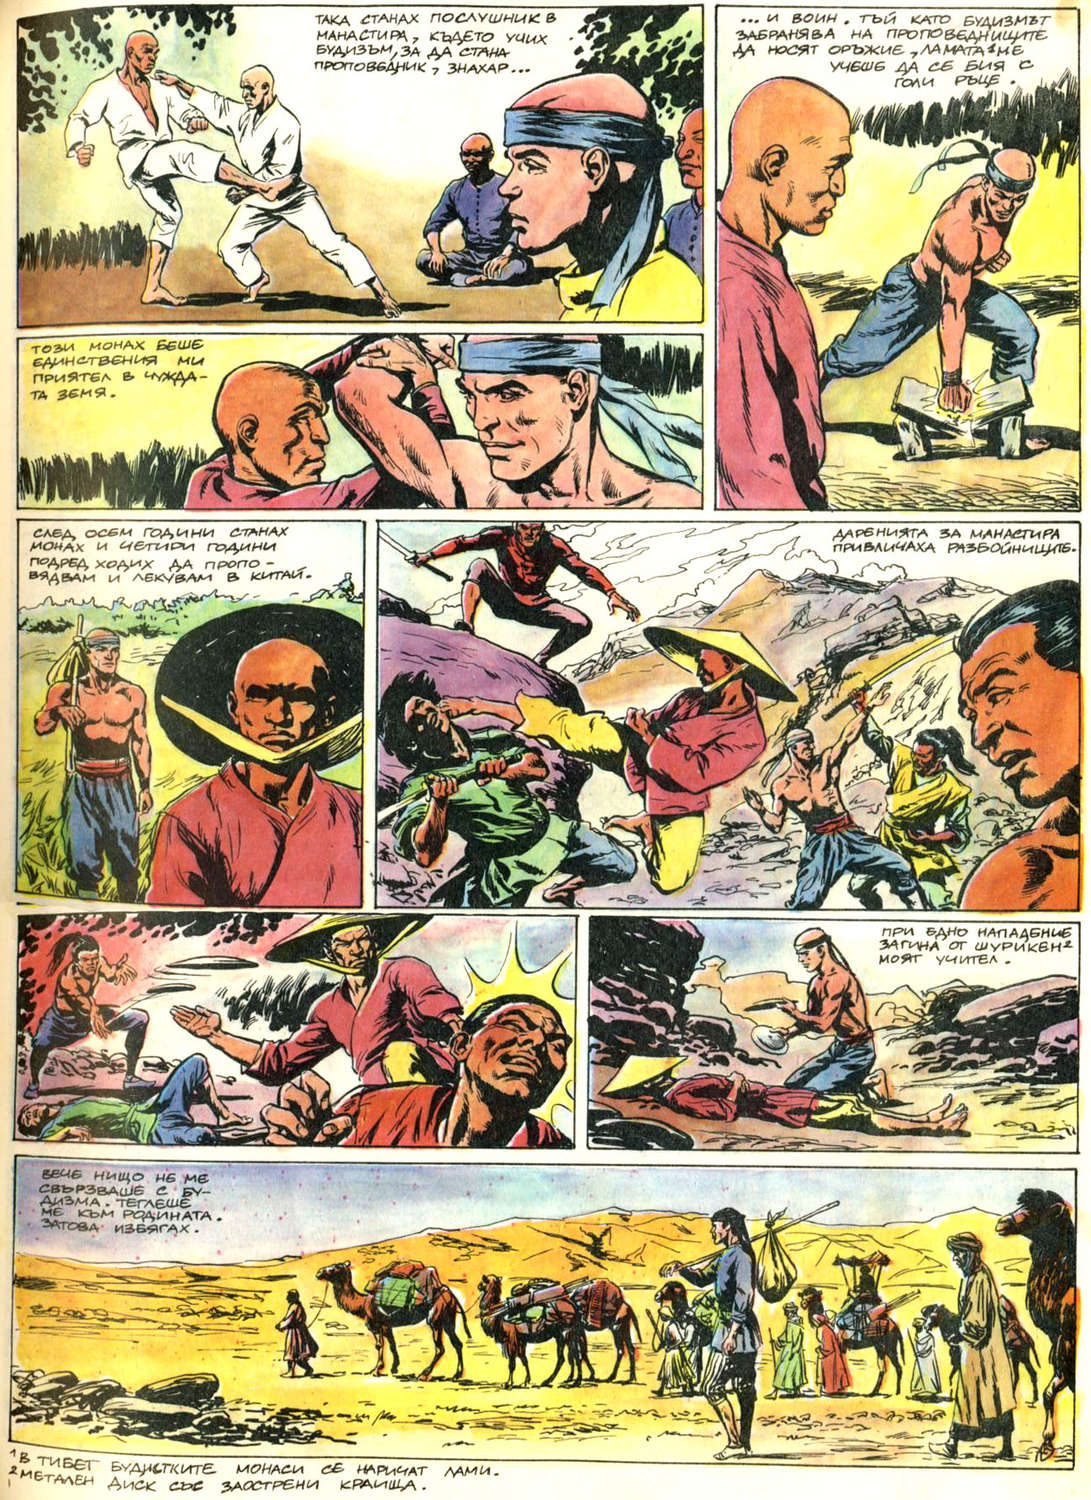 ТАКА СТАНАХ ПОСЛУШНИК В
МАНАСТИРА, КЪДЕТО УЧИХ
БУДИЗЪМ, ЗА ДА СТАНА
ПРОПОВЕДНИК, ЗНАХАР...
... И ВОИН. ТЪЙ КАТО БУДИЗМЪТ
ЗАБРАНЯВА НА ПРОПОВЕДНИЦИТЕ
ДА НОСЯТ ОРЪЖИЕ, ЛАМАТА¹ МЕ
УЧЕШЕ ДА СЕ БИЯ С
ГОЛИ РЪЦЕ.
ТОЗИ МОНАХ БЕШЕ
ЕДИНСТВЕНИЯ МИ
ПРИЯТЕЛ В ЧУЖДА-
ТА ЗЕМЯ.
СЛЕД ОСЕМ ГОДИНИ СТАНАХ
МОНАХ И ЧЕТИРИ ГОДИНИ
ПОДРЕД ХОДИХ ДА ПРОПО-
ВЯДВАМ И ЛЕКУВАМ В КИТАЙ.
ДАРЕНИЯТА ЗА МАНАСТИРА
ПРИВЛИЧАХА РАЗБОЙНИЦИТЕ.
ПРИ ЕДНО НАПАДЕНИЕ
ЗАГИНА ОТ ШУРИКЕН²
МОЯТ УЧИТЕЛ.
ВЕЧЕ НИЩО НЕ МЕ
СВЪРЗВАШЕ С БУ-
ДИЗМА. ТЕГЛЕШЕ
МЕ КЪМ РОДИНАТА.
ЗАТОВА ИЗБЯГАХ.
¹ В ТИБЕТ БУДИСТКИТЕ МОНАСИ СЕ НАРИЧАТ ЛАМИ.
² МЕТАЛЕН ДИСК СЪС ЗАОСТРЕНИ КРАИЩА.